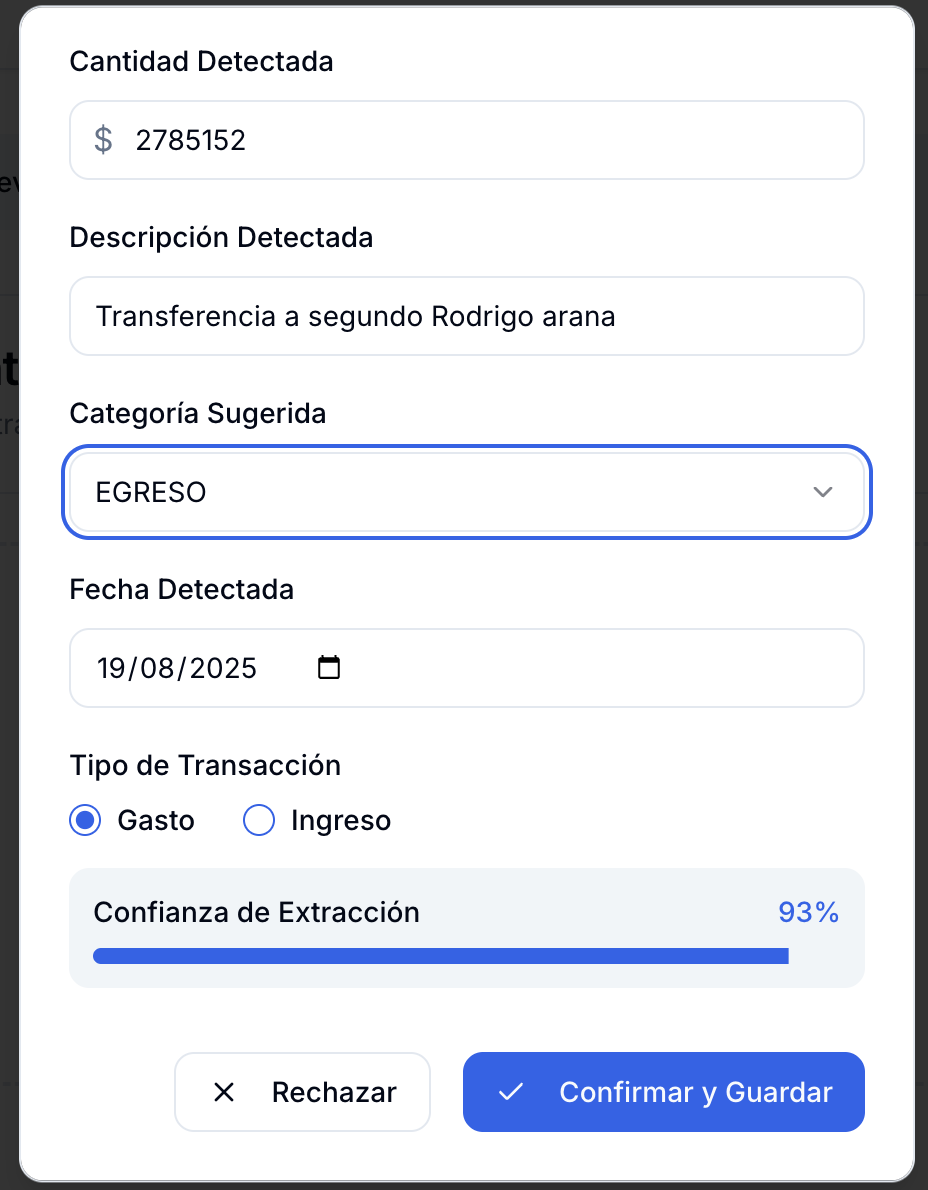 Cantidad Detectada
$ 2785152
Descripción Detectada
Transferencia a segundo Rodrigo arana
Categoría Sugerida
EGRESO
Fecha Detectada
19/08/2025
Tipo de Transacción
Gasto Ingreso
Confianza de Extracción 93%
Rechazar Confirmar y Guardar